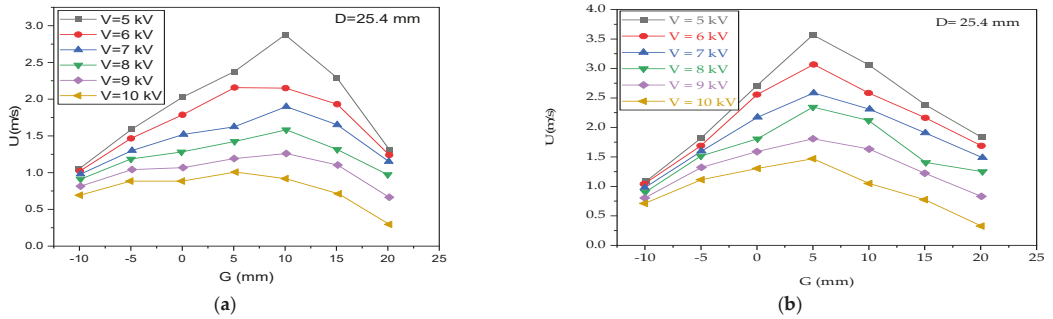 D=25.4 mm
V=5 kV
V=6 kV
V=7 kV
V=8 kV
V=9 kV
V=10 kV
U(m/s)
3.0
2.5
2.0
1.5
1.0
0.5
0.0
-10 -5 0 5 10 15 20 25
G (mm)
(a)
D= 25.4 mm
V = 5 kV
V = 6 kV
V = 7 kV
V = 8 kV
V = 9 kV
V = 10 kV
U(m/s)
4.0
3.5
3.0
2.5
2.0
1.5
1.0
0.5
0.0
-10 -5 0 5 10 15 20 25
G (mm)
(b)